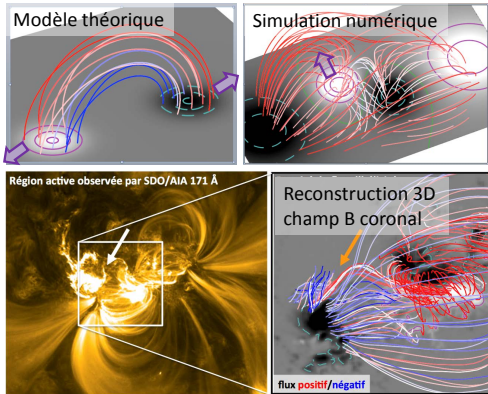 Modèle théorique
Simulation numérique
Région active observée par SDO/AIA 171 Å
Reconstruction 3D
champ B coronal
flux positif/négatif